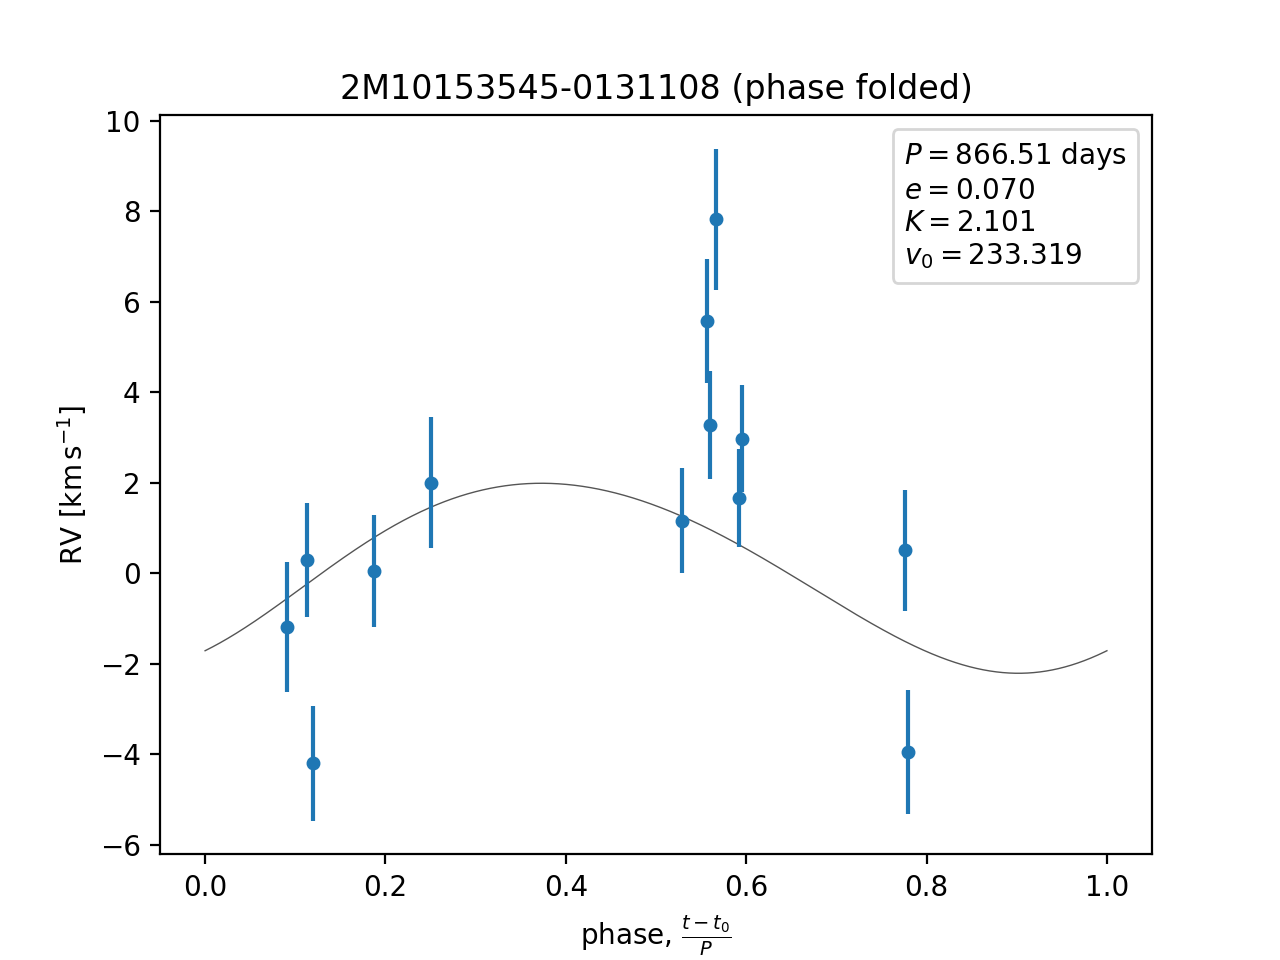 2M10153545-0131108 (phase folded)
P = 866.51 days
e = 0.070
K = 2.101
v₀ = 233.319
RV [km s⁻¹]
10
8
6
4
2
0
−2
−4
−6
0.0 0.2 0.4 0.6 0.8 1.0
phase, (t − t₀)/P